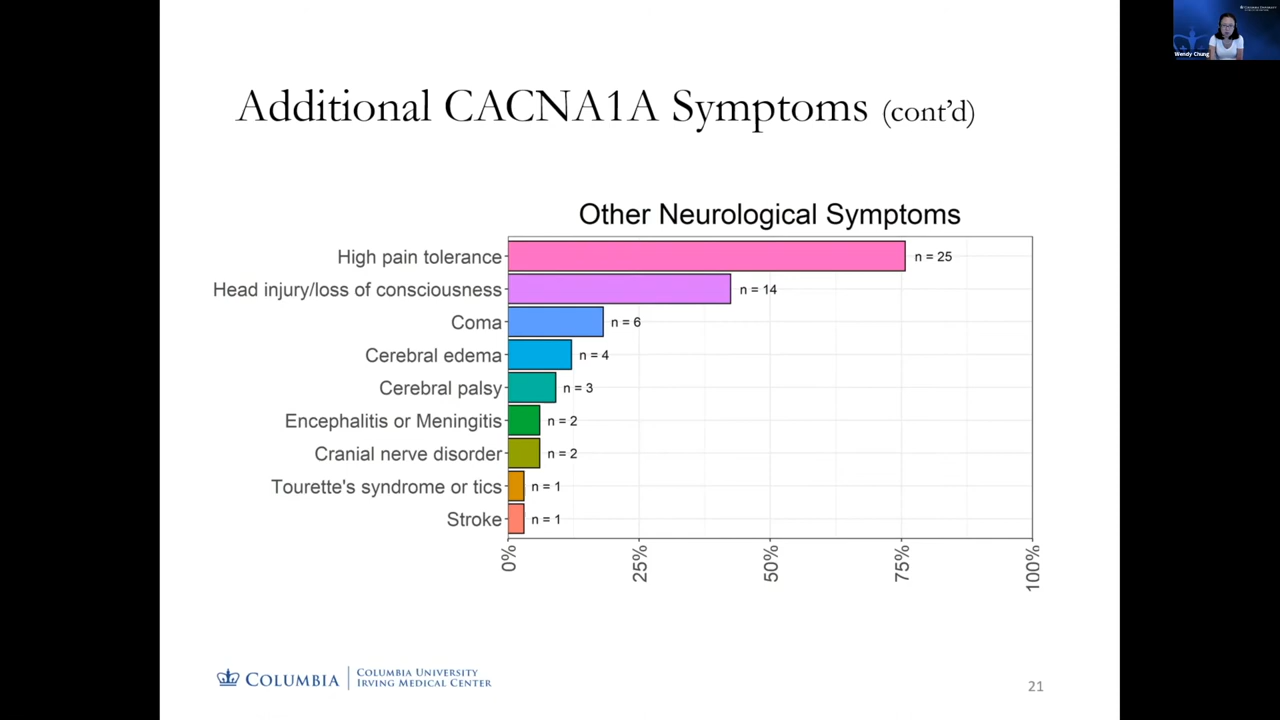 Additional CACNA1A Symptoms (cont’d)
Other Neurological Symptoms
High pain tolerance n = 25
Head injury/loss of consciousness n = 14
Coma n = 6
Cerebral edema n = 4
Cerebral palsy n = 3
Encephalitis or Meningitis n = 2
Cranial nerve disorder n = 2
Tourette's syndrome or tics n = 1
Stroke n = 1
0% 25% 50% 75% 100%
COLUMBIA
COLUMBIA UNIVERSITY
IRVING MEDICAL CENTER
21
COLUMBIA UNIVERSITY
Wendy Chung